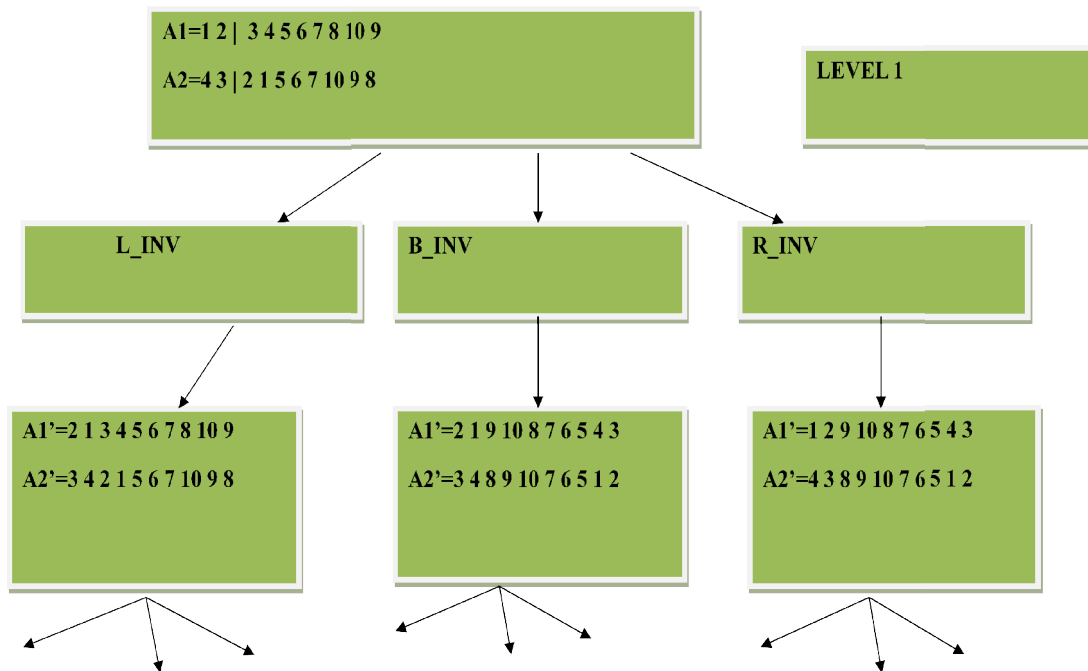 A1=1 2 | 3 4 5 6 7 8 10 9
A2=4 3 | 2 1 5 6 7 10 9 8
LEVEL 1
L_INV
B_INV
R_INV
A1’=2 1 3 4 5 6 7 8 10 9
A2’=3 4 2 1 5 6 7 10 9 8
A1’=2 1 9 10 8 7 6 5 4 3
A2’=3 4 8 9 10 7 6 5 1 2
A1’=1 2 9 10 8 7 6 5 4 3
A2’=4 3 8 9 10 7 6 5 1 2